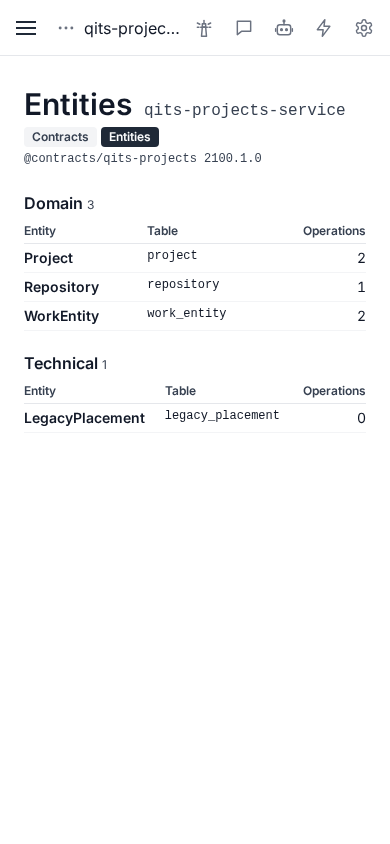 qits-projec...
Entities qits-projects-service
Contracts Entities
@contracts/qits-projects 2100.1.0
Domain 3
Entity Table Operations
Project project 2
Repository repository 1
WorkEntity work_entity 2
Technical 1
Entity Table Operations
LegacyPlacement legacy_placement 0